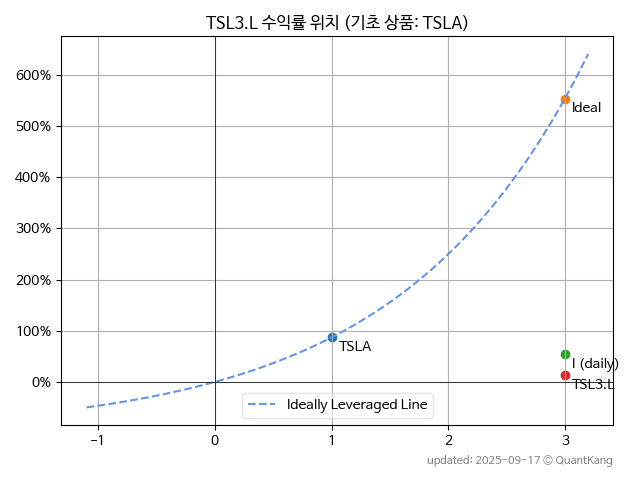 TSL3.L 수익률 위치 (기초 상품: TSLA)
600%
500%
400%
300%
200%
100%
0%
Ideal
TSLA
I (daily)
TSL3.L
Ideally Leveraged Line
−1
0
1
2
3
updated: 2025-09-17 © QuantKang